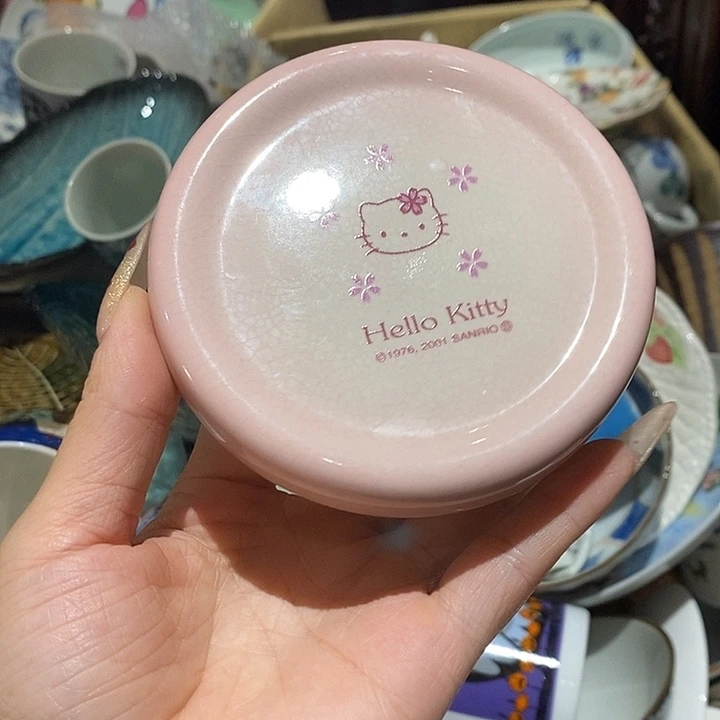 Hello Kitty
©1976, 2001 SANRIO